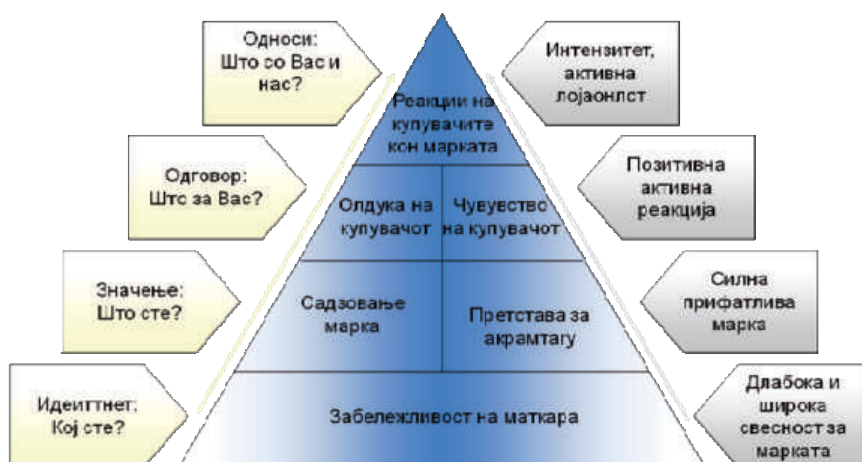 Односи:
Што со Вас и
нас?
Реакции на
купувачите
кон марката
Интензитет,
активна
лојаонлст
Одговор:
Што за Вас?
Олдука на
купувачот
Чувувство
на купувачот
Позитивна
активна
реакција
Значење:
Што сте?
Садзовање
марка
Претстава за
акрамтагу
Силна
прифатлива
марка
Идеиттнет:
Кој сте?
Забележливост на маткара
Длабока и
широка
свесност за
марката